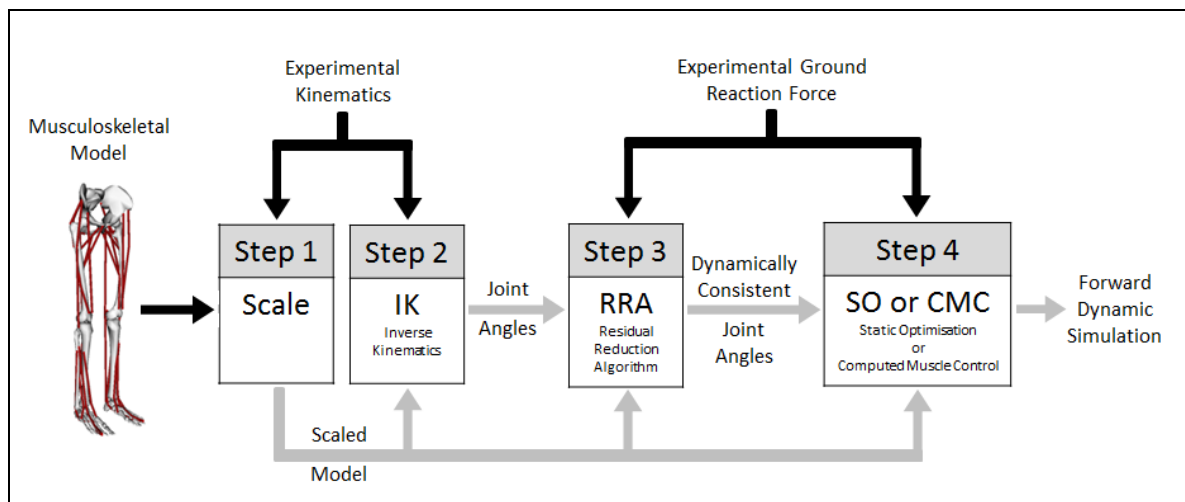 Experimental
Kinematics
Experimental Ground
Reaction Force
Musculoskeletal
Model
Step 1
Scale
Step 2
IK
Inverse
Kinematics
Joint
Angles
Step 3
RRA
Residual
Reduction
Algorithm
Dynamically
Consistent
Joint
Angles
Step 4
SO or CMC
Static Optimisation
or
Computed Muscle Control
Forward
Dynamic
Simulation
Scaled
Model